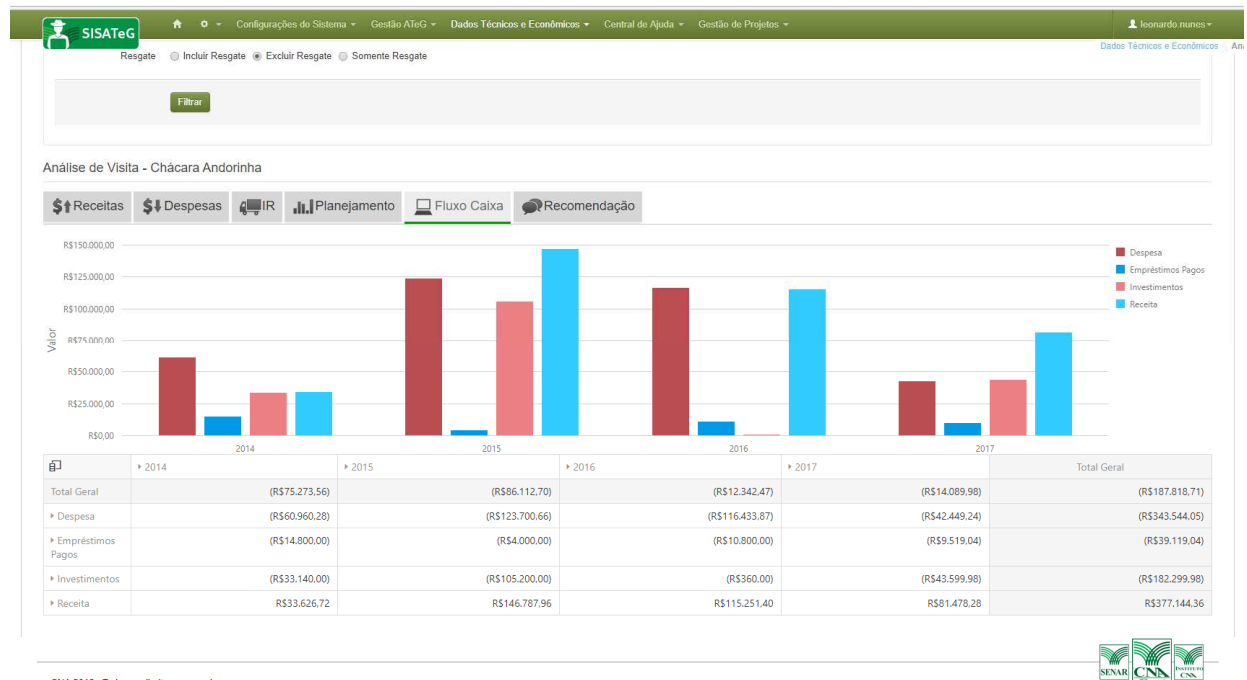 SISATeG
Configurações do Sistema
Gestão ATeG
Dados Técnicos e Econômicos
Central de Ajuda
Gestão de Projetos
leonardo.nunes
Dados Técnicos e Econômicos
Resgate Incluir Resgate Excluir Resgate Somente Resgate
Filtrar
Análise de Visita - Chácara Andorinha
Receitas
Despesas
IR
Planejamento
Fluxo Caixa
Recomendação
R$150.000,00
R$125.000,00
R$100.000,00
R$75.000,00
R$50.000,00
R$25.000,00
R$0,00
Valor
2014
2015
2016
2017
Despesa
Empréstimos Pagos
Investimentos
Receita
2014 2015 2016 2017 Total Geral
Total Geral (R$75.273,56) (R$86.112,70) (R$12.342,47) (R$14.089,98) (R$187.818,71)
Despesa (R$60.960,28) (R$123.700,66) (R$116.433,87) (R$42.449,24) (R$343.544,05)
Empréstimos
Pagos (R$14.800,00) (R$4.000,00) (R$10.800,00) (R$9.519,04) (R$39.119,04)
Investimentos (R$33.140,00) (R$105.200,00) (R$360,00) (R$43.599,98) (R$182.299,98)
Receita R$33.626,72 R$146.787,96 R$115.251,40 R$81.478,28 R$377.144,36
SENAR
CNA
INSTITUTO
CNA